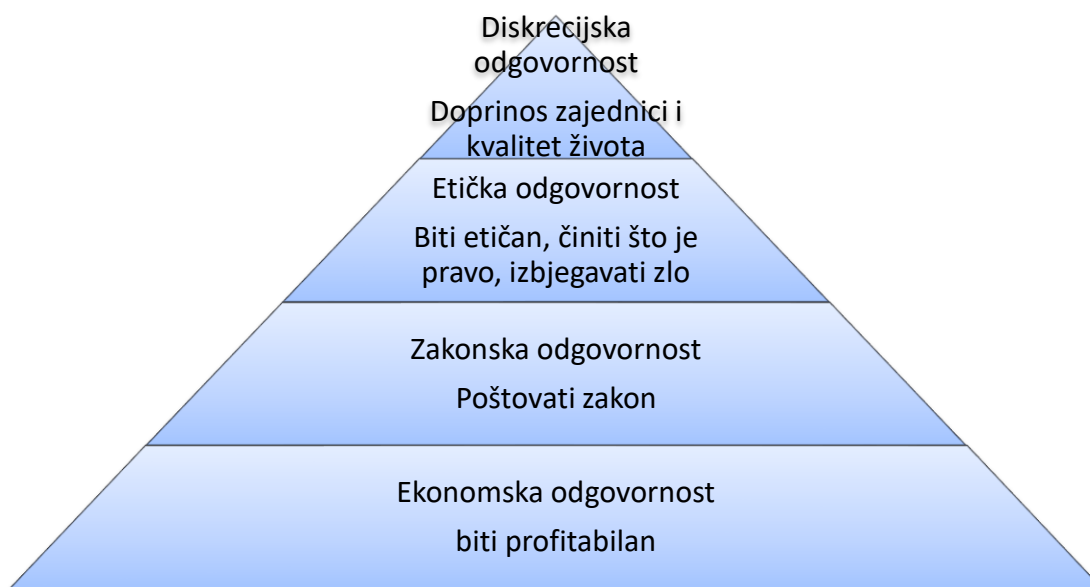 Diskrecijska
odgovornost
Doprinos zajednici i
kvalitet života
Etička odgovornost
Biti etičan, činiti što je
pravo, izbjegavati zlo
Zakonska odgovornost
Poštovati zakon
Ekonomska odgovornost
biti profitabilan